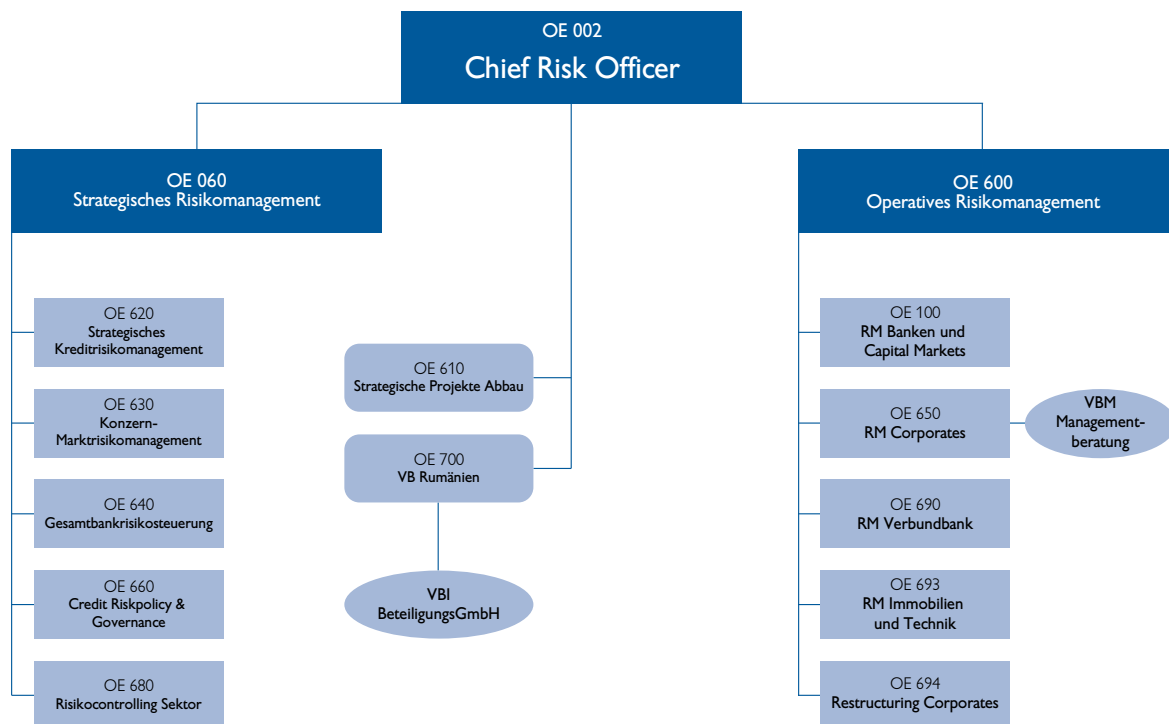 OE 002
Chief Risk Officer
OE 060
Strategisches Risikomanagement
OE 600
Operatives Risikomanagement
OE 620
Strategisches
Kreditrisikomanagement
OE 630
Konzern-
Marktrisikomanagement
OE 640
Gesamtbankrisikosteuerung
OE 660
Credit Riskpolicy &
Governance
OE 680
Risikocontrolling Sektor
OE 610
Strategische Projekte Abbau
OE 700
VB Rumänien
VBI
BeteiligungsGmbH
OE 100
RM Banken und
Capital Markets
OE 650
RM Corporates
VBM
Management-
beratung
OE 690
RM Verbundbank
OE 693
RM Immobilien
und Technik
OE 694
Restructuring Corporates